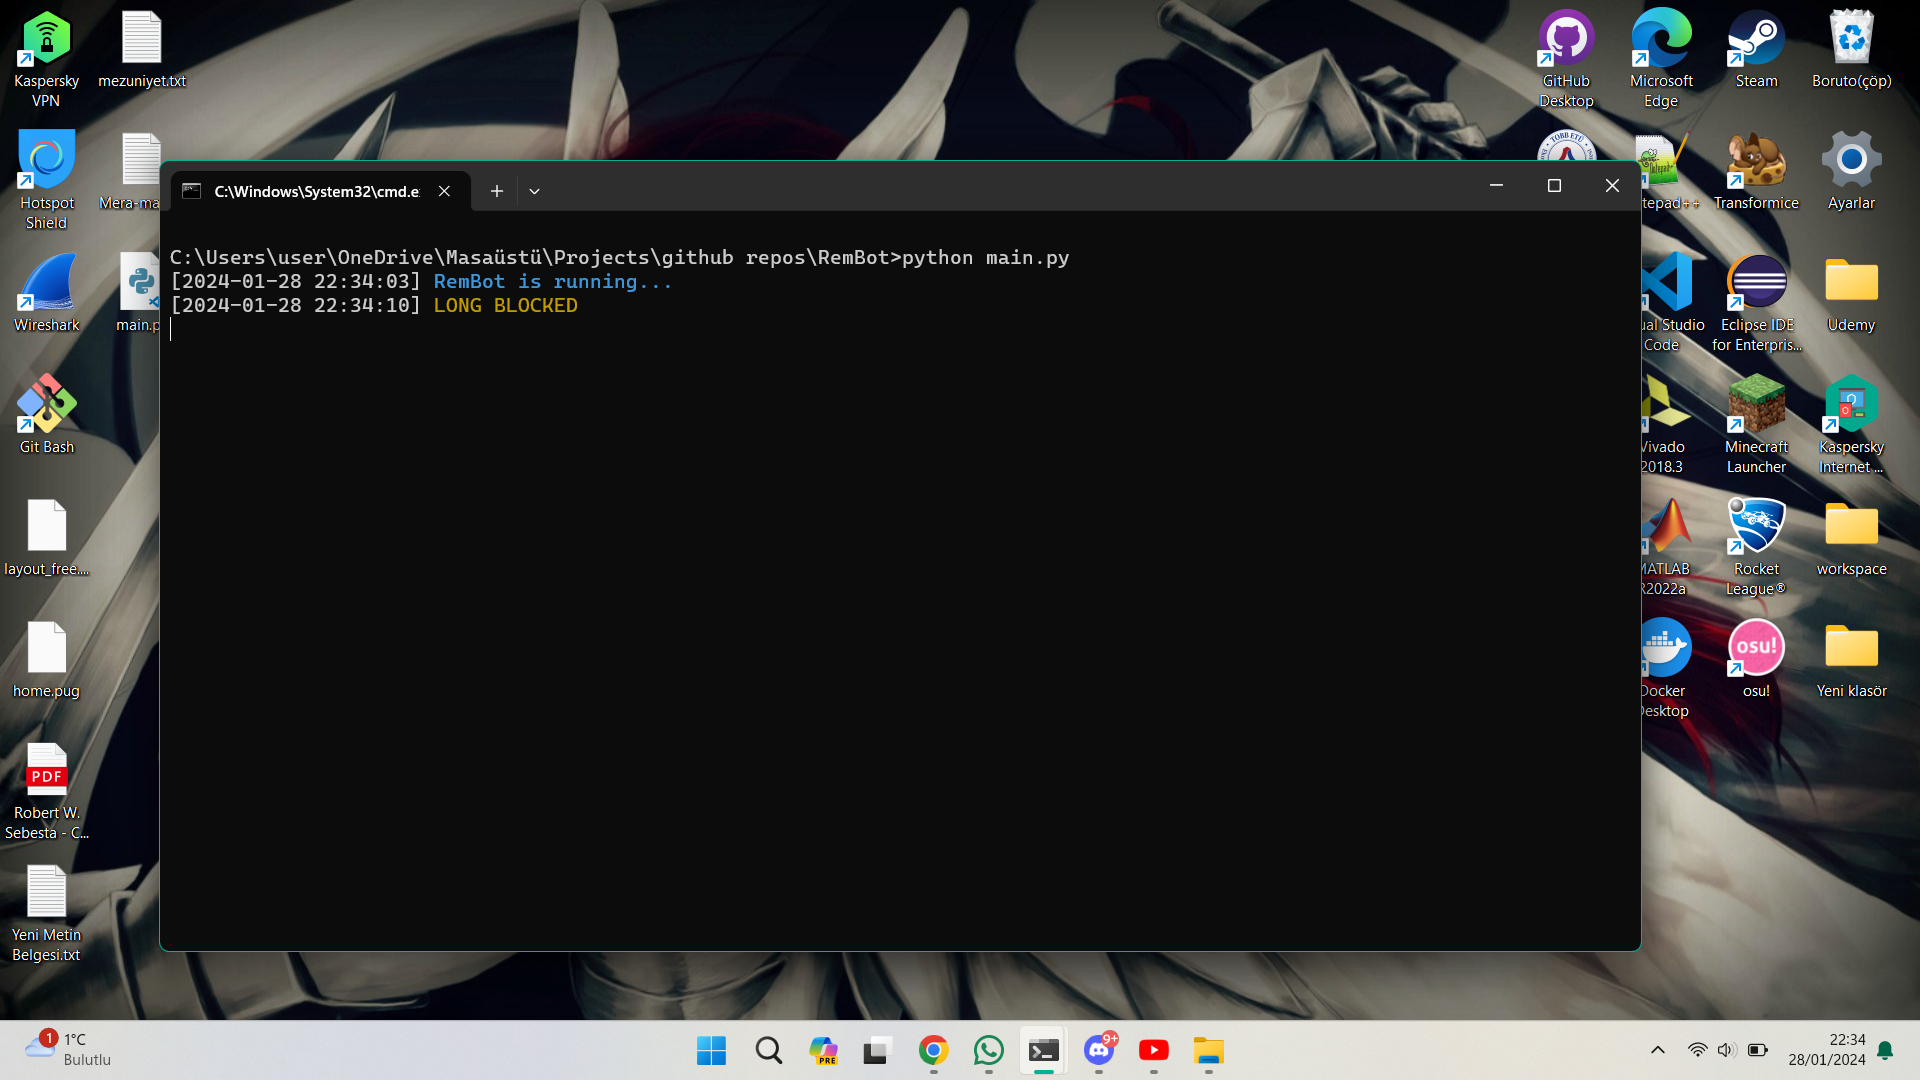 Kaspersky
VPN
mezuniyet.txt
GitHub
Desktop
Microsoft
Edge
Steam
Boruto(çöp)
Hotspot
Shield
Mera-ma
TOBB ETÜ
tepad++
Transformice
Ayarlar
C:\Windows\System32\cmd.e
C:\Users\user\OneDrive\Masaüstü\Projects\github repos\RemBot>python main.py
[2024-01-28 22:34:03] RemBot is running...
[2024-01-28 22:34:10] LONG BLOCKED
Wireshark
main.p
ual Studio
Code
Eclipse IDE
for Enterpris...
Udemy
Git Bash
Vivado
2018.3
Minecraft
Launcher
Kaspersky
Internet ...
layout_free....
MATLAB
R2022a
Rocket
League®
workspace
home.pug
Docker
Desktop
osu!
osu!
Yeni klasör
PDF
Robert W.
Sebesta - C...
Yeni Metin
Belgesi.txt
1
1°C
Bulutlu
PRE
9+
22:34
28/01/2024